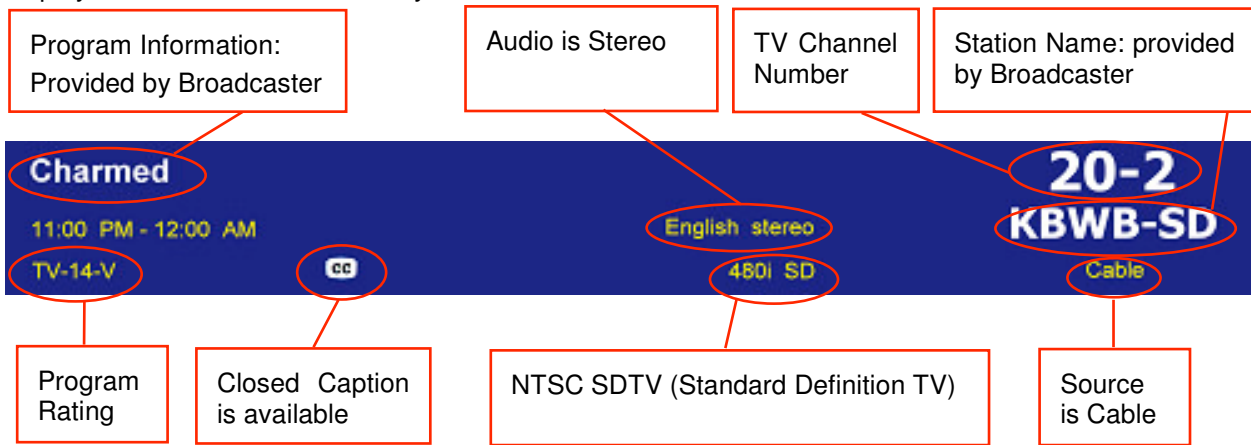 Program Information:
Provided by Broadcaster
Audio is Stereo
TV Channel
Number
Station Name: provided
by Broadcaster
Charmed
20-2
11:00 PM - 12:00 AM
English stereo
KBWB-SD
TV-14-V
cc
480i SD
Cable
Program
Rating
Closed Caption
is available
NTSC SDTV (Standard Definition TV)
Source
is Cable